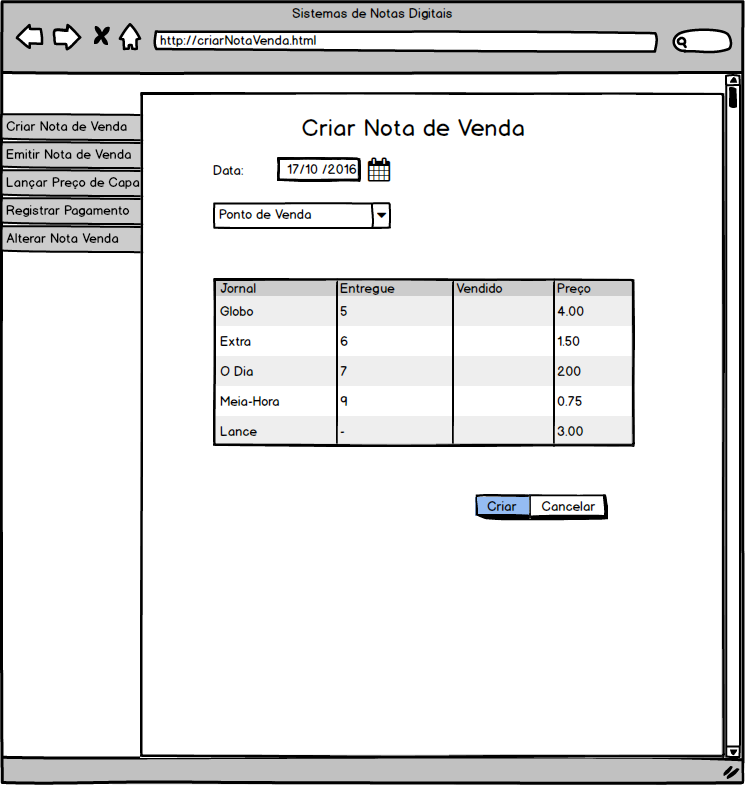 Sistemas de Notas Digitais
http://criarNotaVenda.html
Criar Nota de Venda
Emitir Nota de Venda
Lançar Preço de Capa
Registrar Pagamento
Alterar Nota Venda
Criar Nota de Venda
Data: 17/10 /2016
Ponto de Venda
Jornal Entregue Vendido Preço
Globo 5 4.00
Extra 6 1.50
O Dia 7 200
Meia-Hora 9 0.75
Lance - 3.00
Criar Cancelar